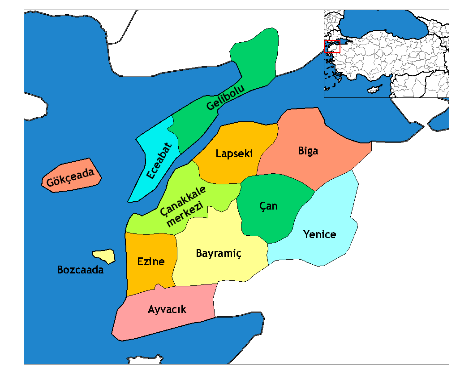 Gelibolu
Eceabat
Lapseki
Biga
Gökçeada
Çanakkale
merkezi
Çan
Yenice
Bayramiç
Ezine
Bozcaada
Ayvacık